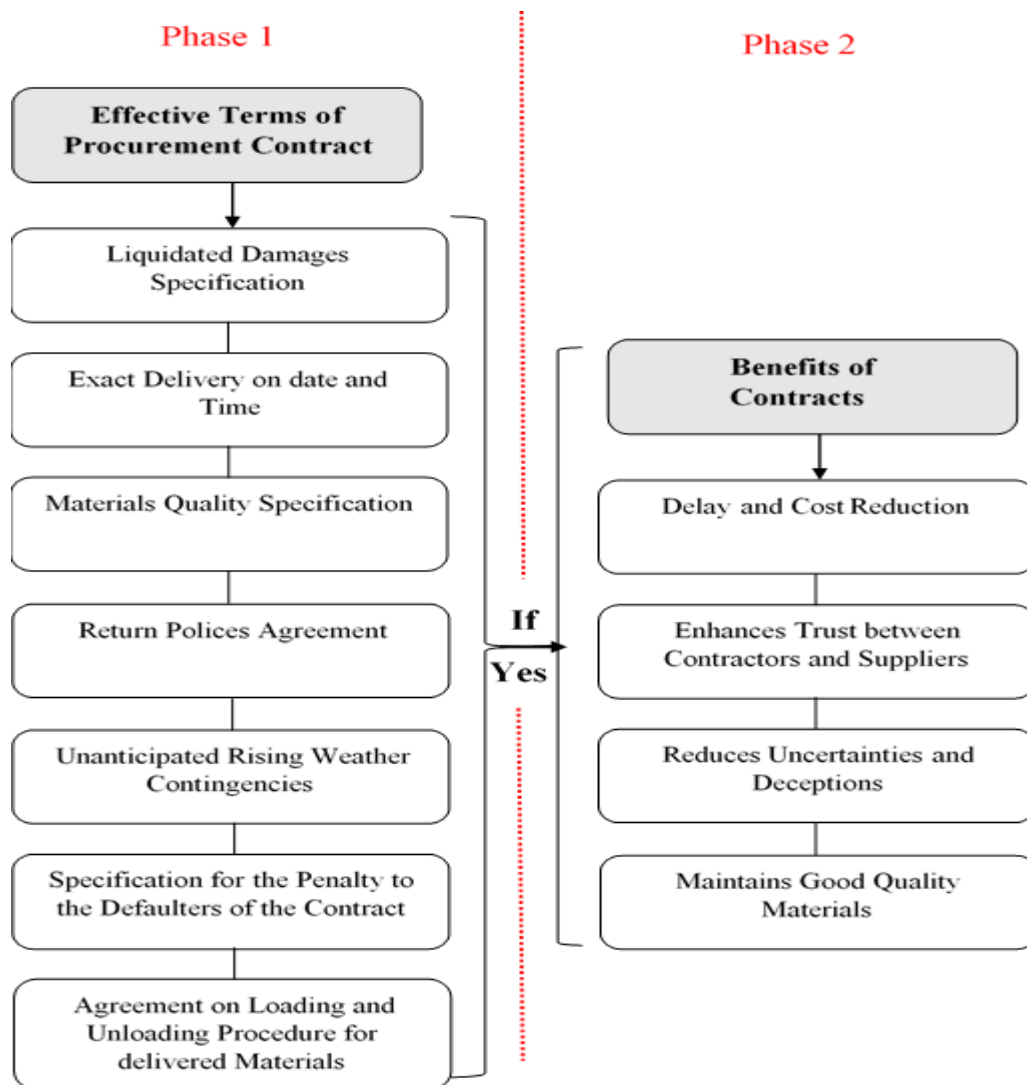 Phase 1
Effective Terms of
Procurement Contract
Liquidated Damages
Specification
Exact Delivery on date and
Time
Materials Quality Specification
Return Polices Agreement
Unanticipated Rising Weather
Contingencies
Specification for the Penalty to
the Defaulters of the Contract
Agreement on Loading and
Unloading Procedure for
delivered Materials
If
Yes
Phase 2
Benefits of
Contracts
Delay and Cost Reduction
Enhances Trust between
Contractors and Suppliers
Reduces Uncertainties and
Deceptions
Maintains Good Quality
Materials